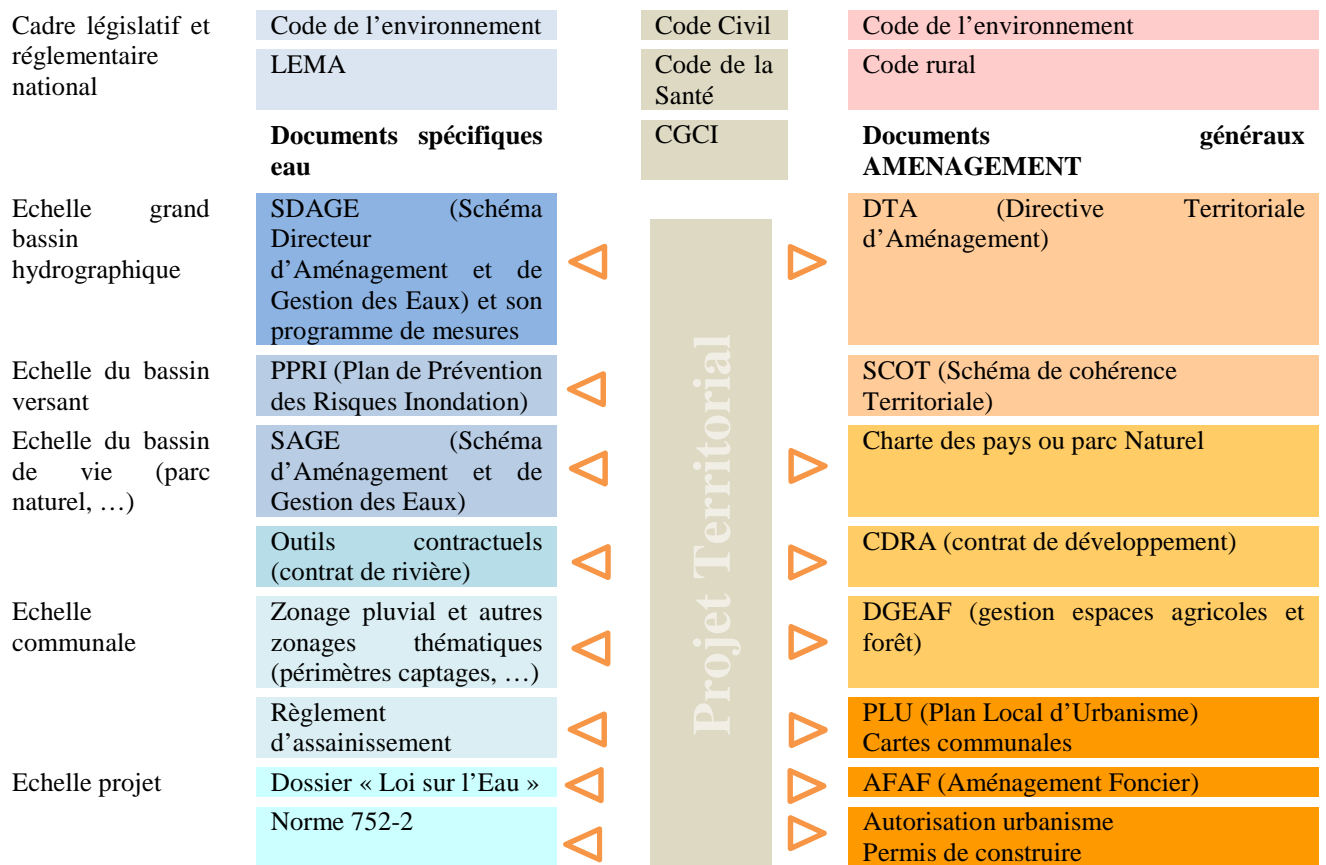 Cadre législatif et
réglementaire
national
Code de l’environnement
LEMA
Code Civil
Code de la
Santé
CGCI
Code de l’environnement
Code rural
Documents spécifiques
eau
Documents généraux
AMENAGEMENT
Echelle grand
bassin
hydrographique
SDAGE (Schéma
Directeur
d’Aménagement et de
Gestion des Eaux) et son
programme de mesures
DTA (Directive Territoriale
d’Aménagement)
Echelle du bassin
versant
PPRI (Plan de Prévention
des Risques Inondation)
SCOT (Schéma de cohérence
Territoriale)
Echelle du bassin
de vie (parc
naturel, …)
SAGE (Schéma
d’Aménagement et de
Gestion des Eaux)
Charte des pays ou parc Naturel
Outils contractuels
(contrat de rivière)
CDRA (contrat de développement)
Projet Territorial
Echelle
communale
Zonage pluvial et autres
zonages thématiques
(périmètres captages, …)
DGEAF (gestion espaces agricoles et
forêt)
Règlement
d’assainissement
PLU (Plan Local d’Urbanisme)
Cartes communales
Echelle projet
Dossier « Loi sur l’Eau »
AFAF (Aménagement Foncier)
Norme 752-2
Autorisation urbanisme
Permis de construire